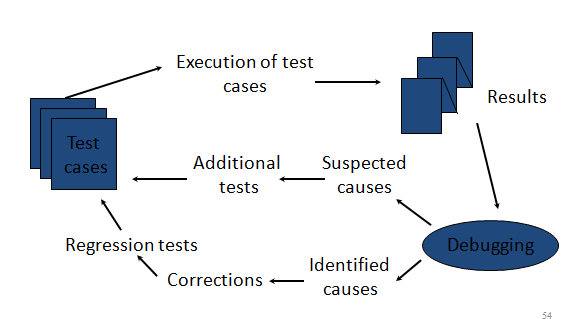 Execution of test
cases
Results
Test
cases
Additional
tests
Suspected
causes
Debugging
Regression tests
Corrections
Identified
causes
54